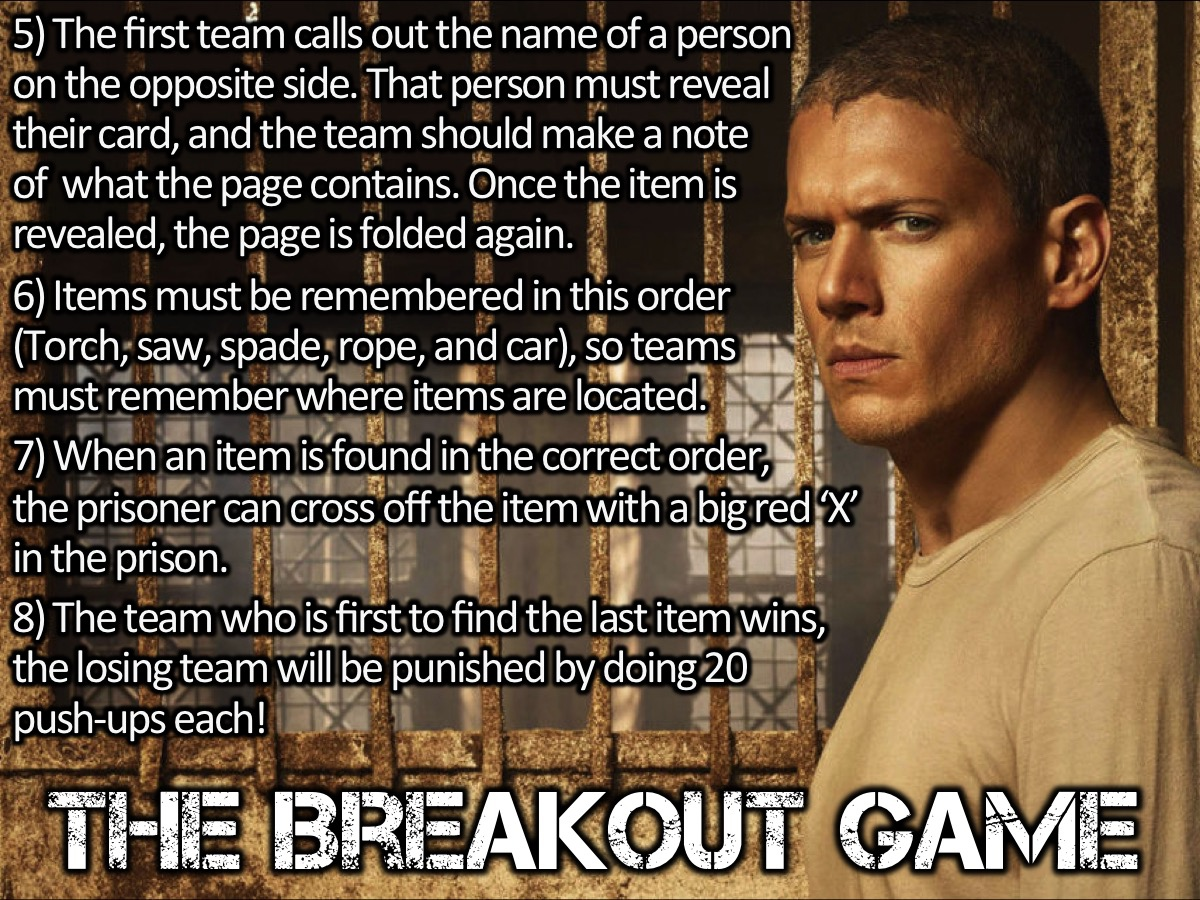 5) The first team calls out the name of a person
on the opposite side. That person must reveal
their card, and the team should make a note
of  what the page contains. Once the item is
revealed, the page is folded again.
6) Items must be remembered in this order
(Torch, saw, spade, rope, and car), so teams
must remember where items are located.
7) When an item is found in the correct order,
the prisoner can cross off the item with a big red ‘X’
in the prison.
8) The team who is first to find the last item wins,
the losing team will be punished by doing 20
push-ups each!
THE BREAKOUT GAME